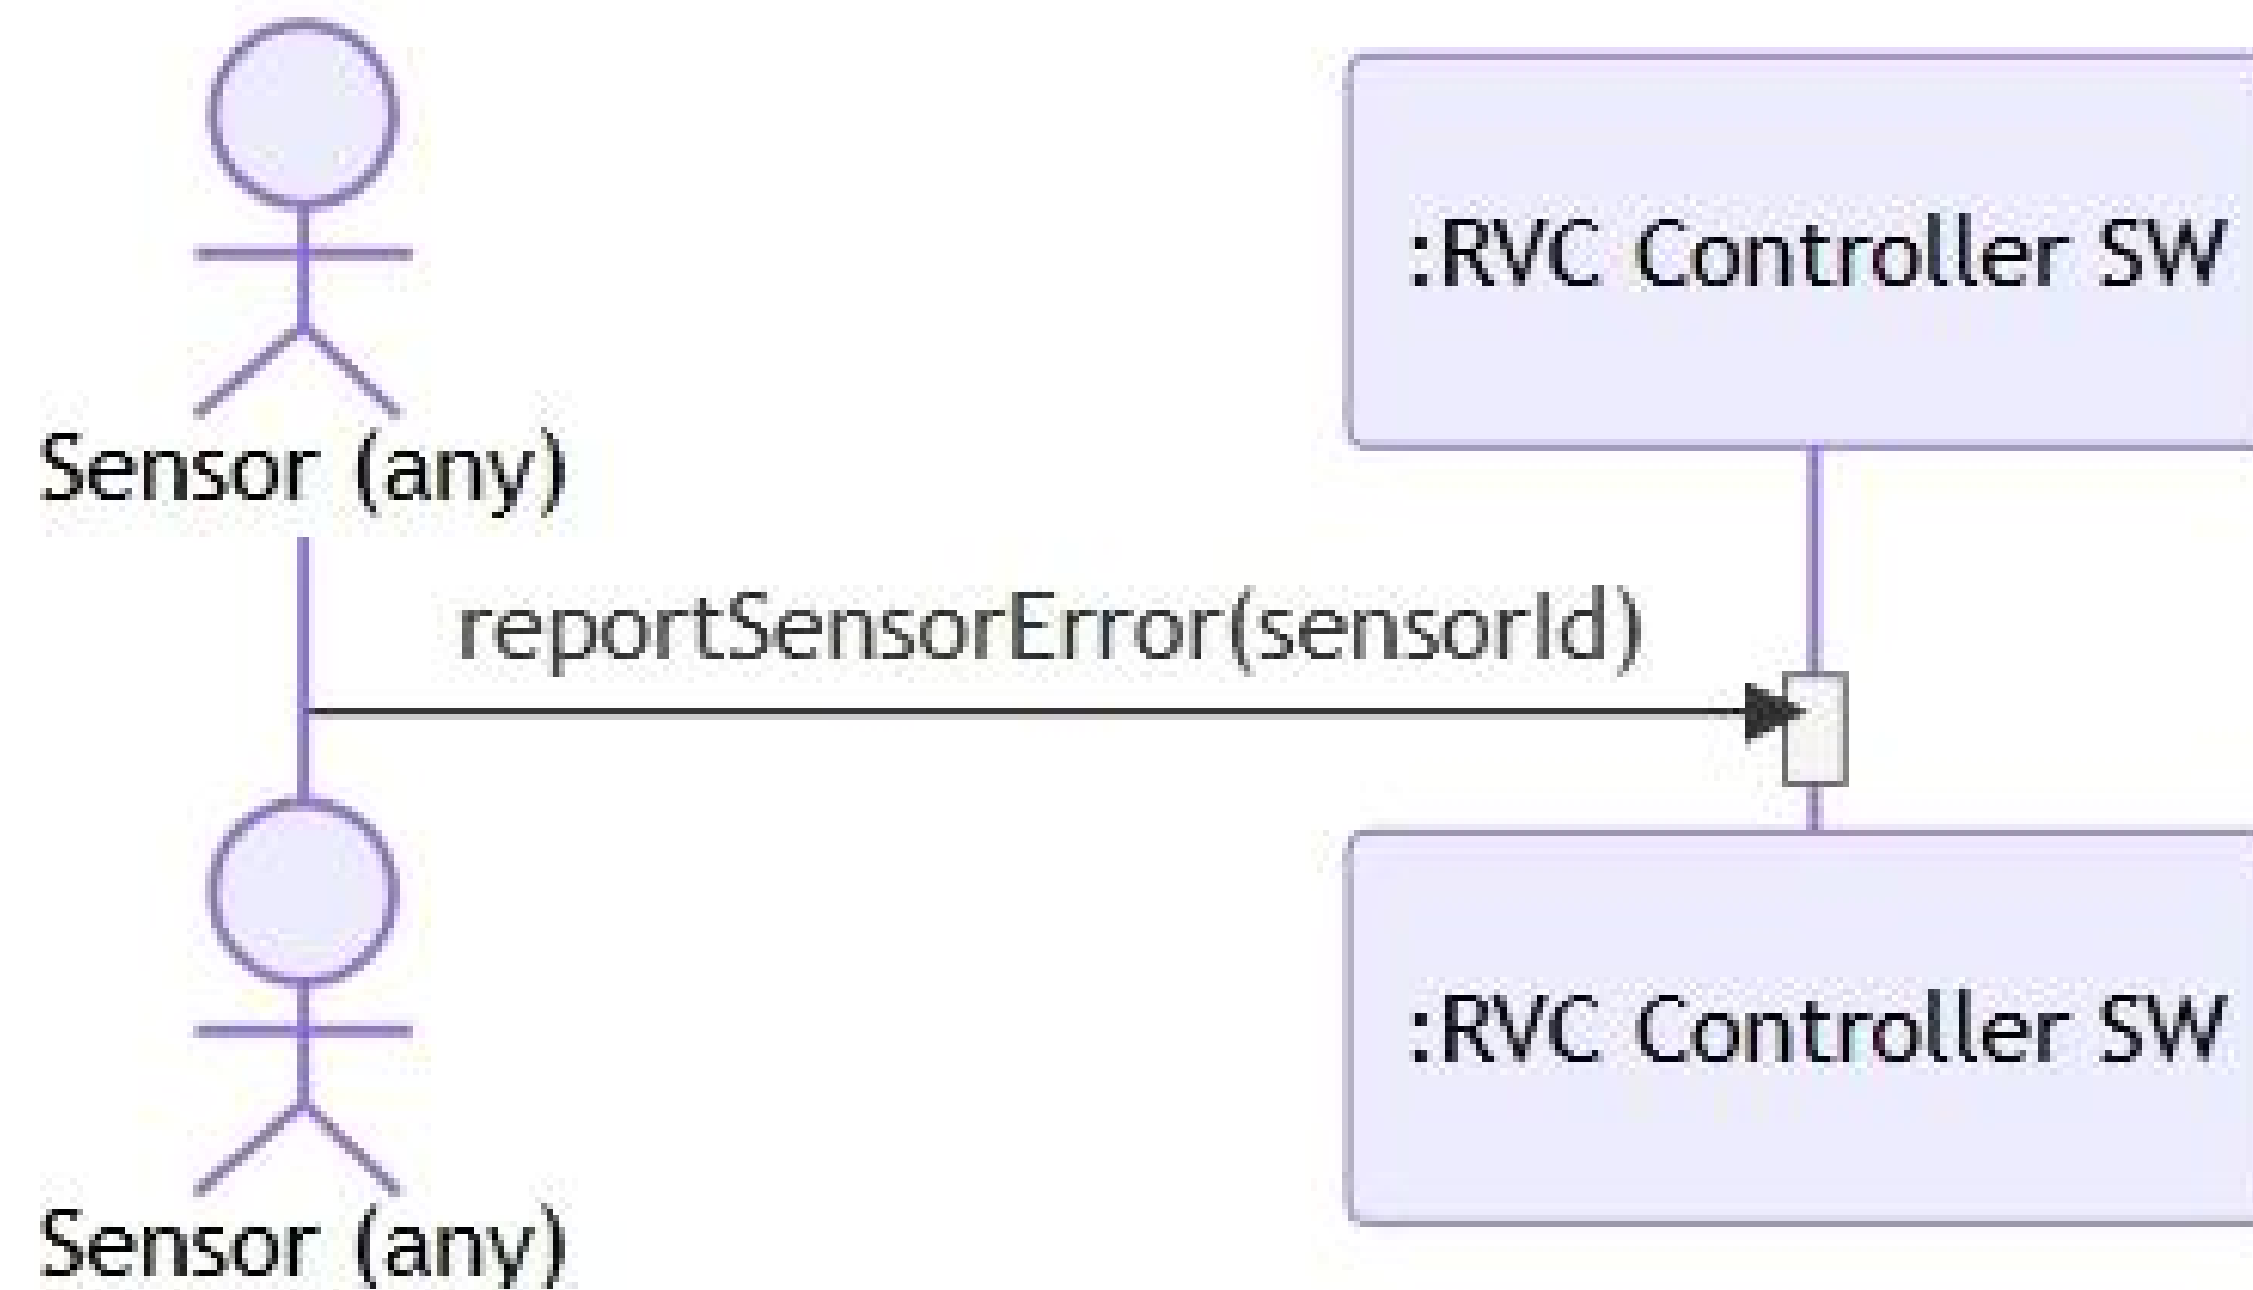 :RVC Controller SW
Sensor (any)
reportSensorError(sensorId)
:RVC Controller SW
Sensor (any)